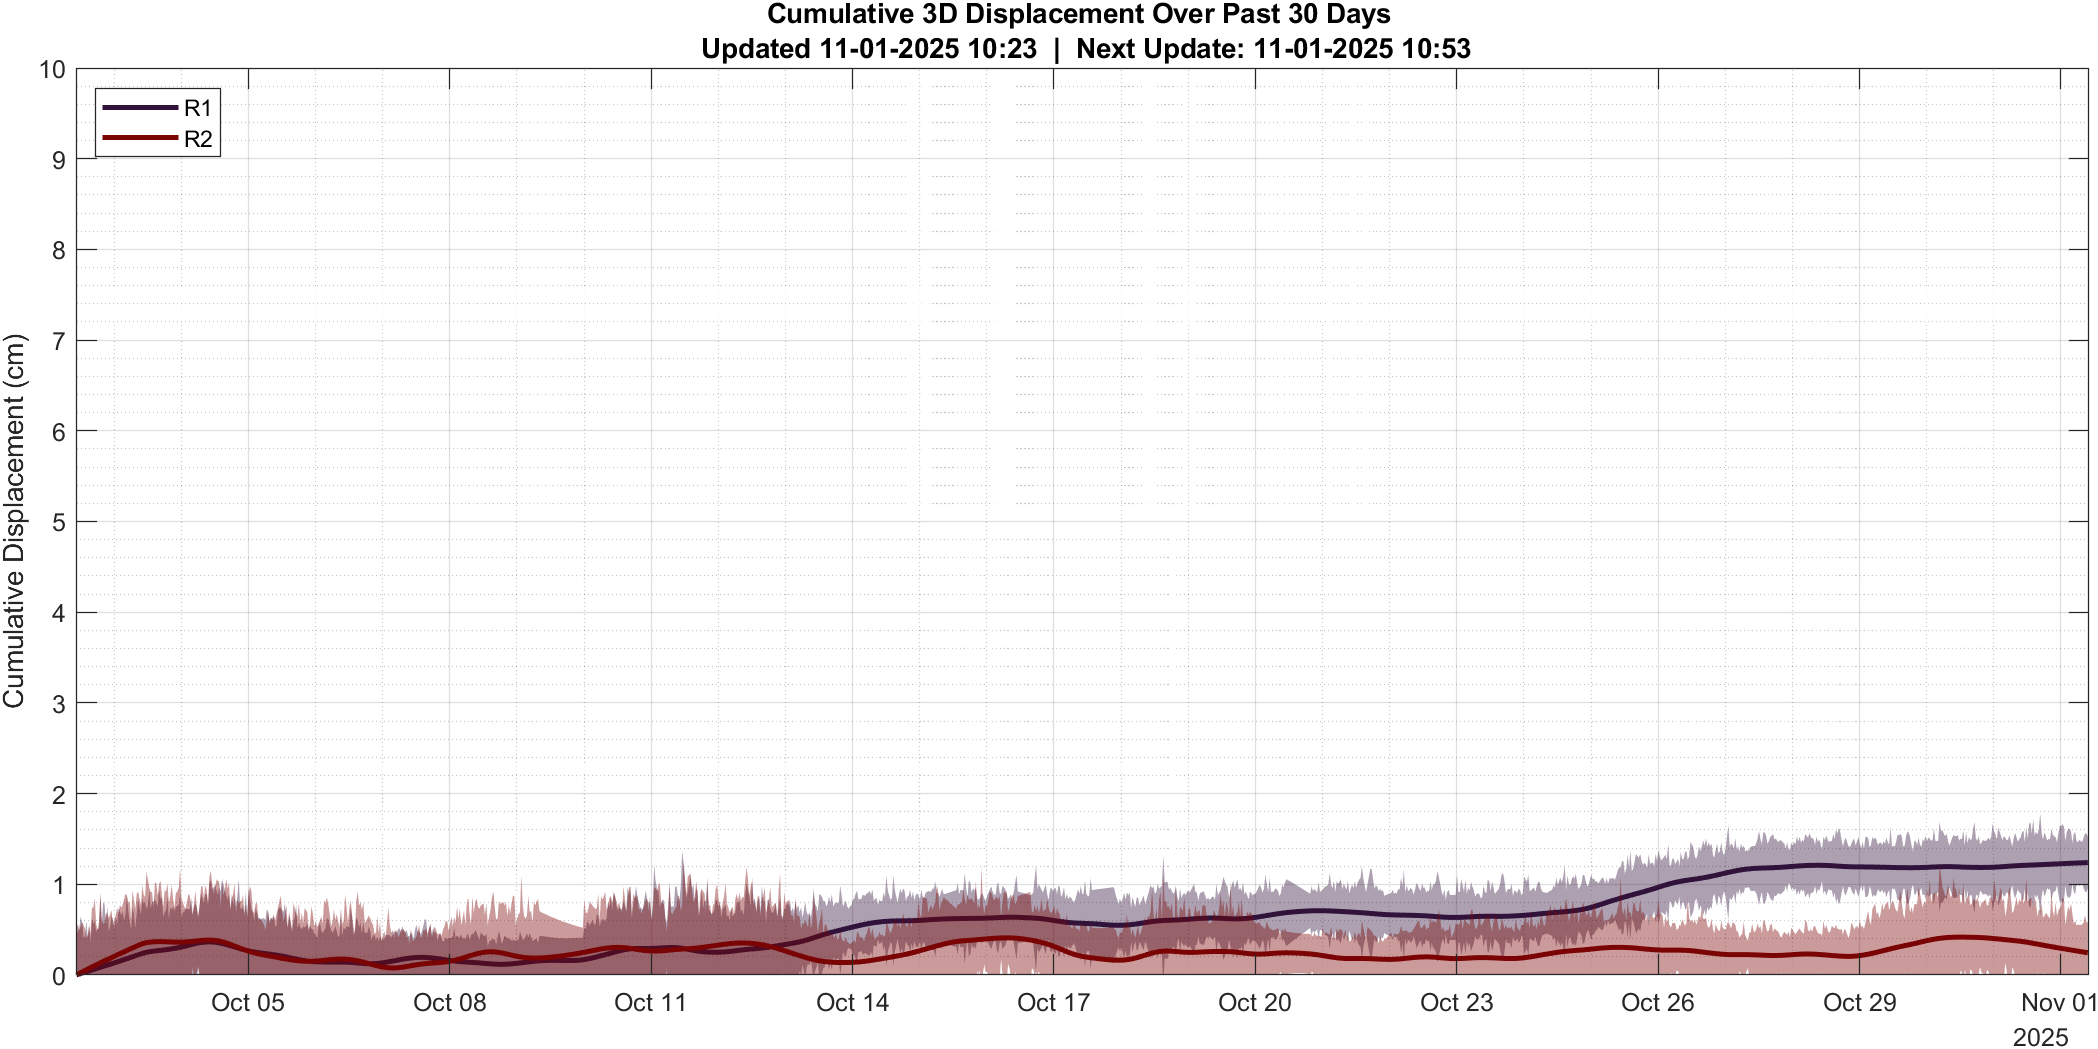 Cumulative 3D Displacement Over Past 30 Days
Updated 11-01-2025 10:23 | Next Update: 11-01-2025 10:53
R1
R2
Cumulative Displacement (cm)
10
9
8
7
6
5
4
3
2
1
0
Oct 05 Oct 08 Oct 11 Oct 14 Oct 17 Oct 20 Oct 23 Oct 26 Oct 29 Nov 01
2025